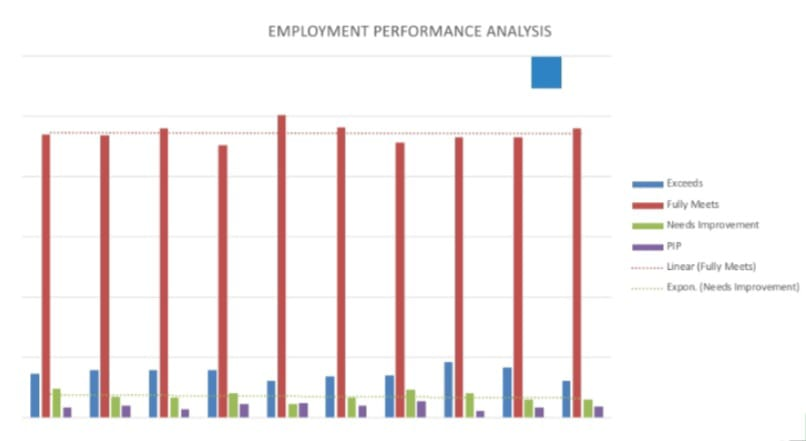 EMPLOYMENT PERFORMANCE ANALYSIS
Exceeds
Fully Meets
Needs Improvement
PIP
Linear (Fully Meets)
Expon. (Needs Improvement)